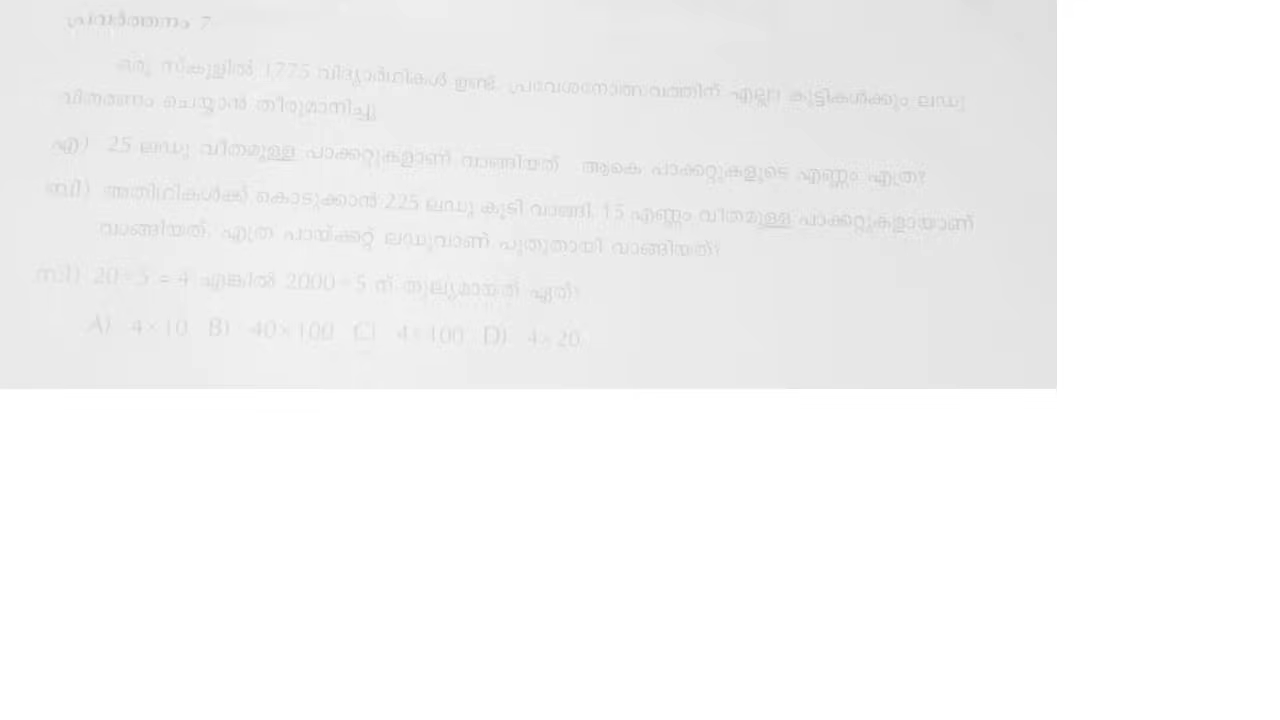 പ്രവർത്തനം 7
ഒരു സ്കൂളിൽ 1775 വിദ്യാർഥികൾ ഉണ്ട്. പ്രവേശനോത്സവത്തിന് എല്ലാ കുട്ടികൾക്കും ലഡു
വിതരണം ചെയ്യാൻ തീരുമാനിച്ചു.
എ) 25 ലഡു വീതമുള്ള പാക്കറ്റുകളാണ് വാങ്ങിയത് ആകെ പാക്കറ്റുകളുടെ എണ്ണം എത്ര?
ബി) അതിഥികൾക്ക് കൊടുക്കാൻ 225 ലഡു കൂടി വാങ്ങി. 15 എണ്ണം വീതമുള്ള പാക്കറ്റുകളായാണ്
വാങ്ങിയത്. എത്ര പായ്ക്കറ്റ് ലഡുവാണ് പുതുതായി വാങ്ങിയത്?
സി) 20÷5 = 4 എങ്കിൽ 2000÷5 ന് തുല്യമായത് ഏത്?
A) 4×10 B) 40×100 C) 4×100 D) 4×20